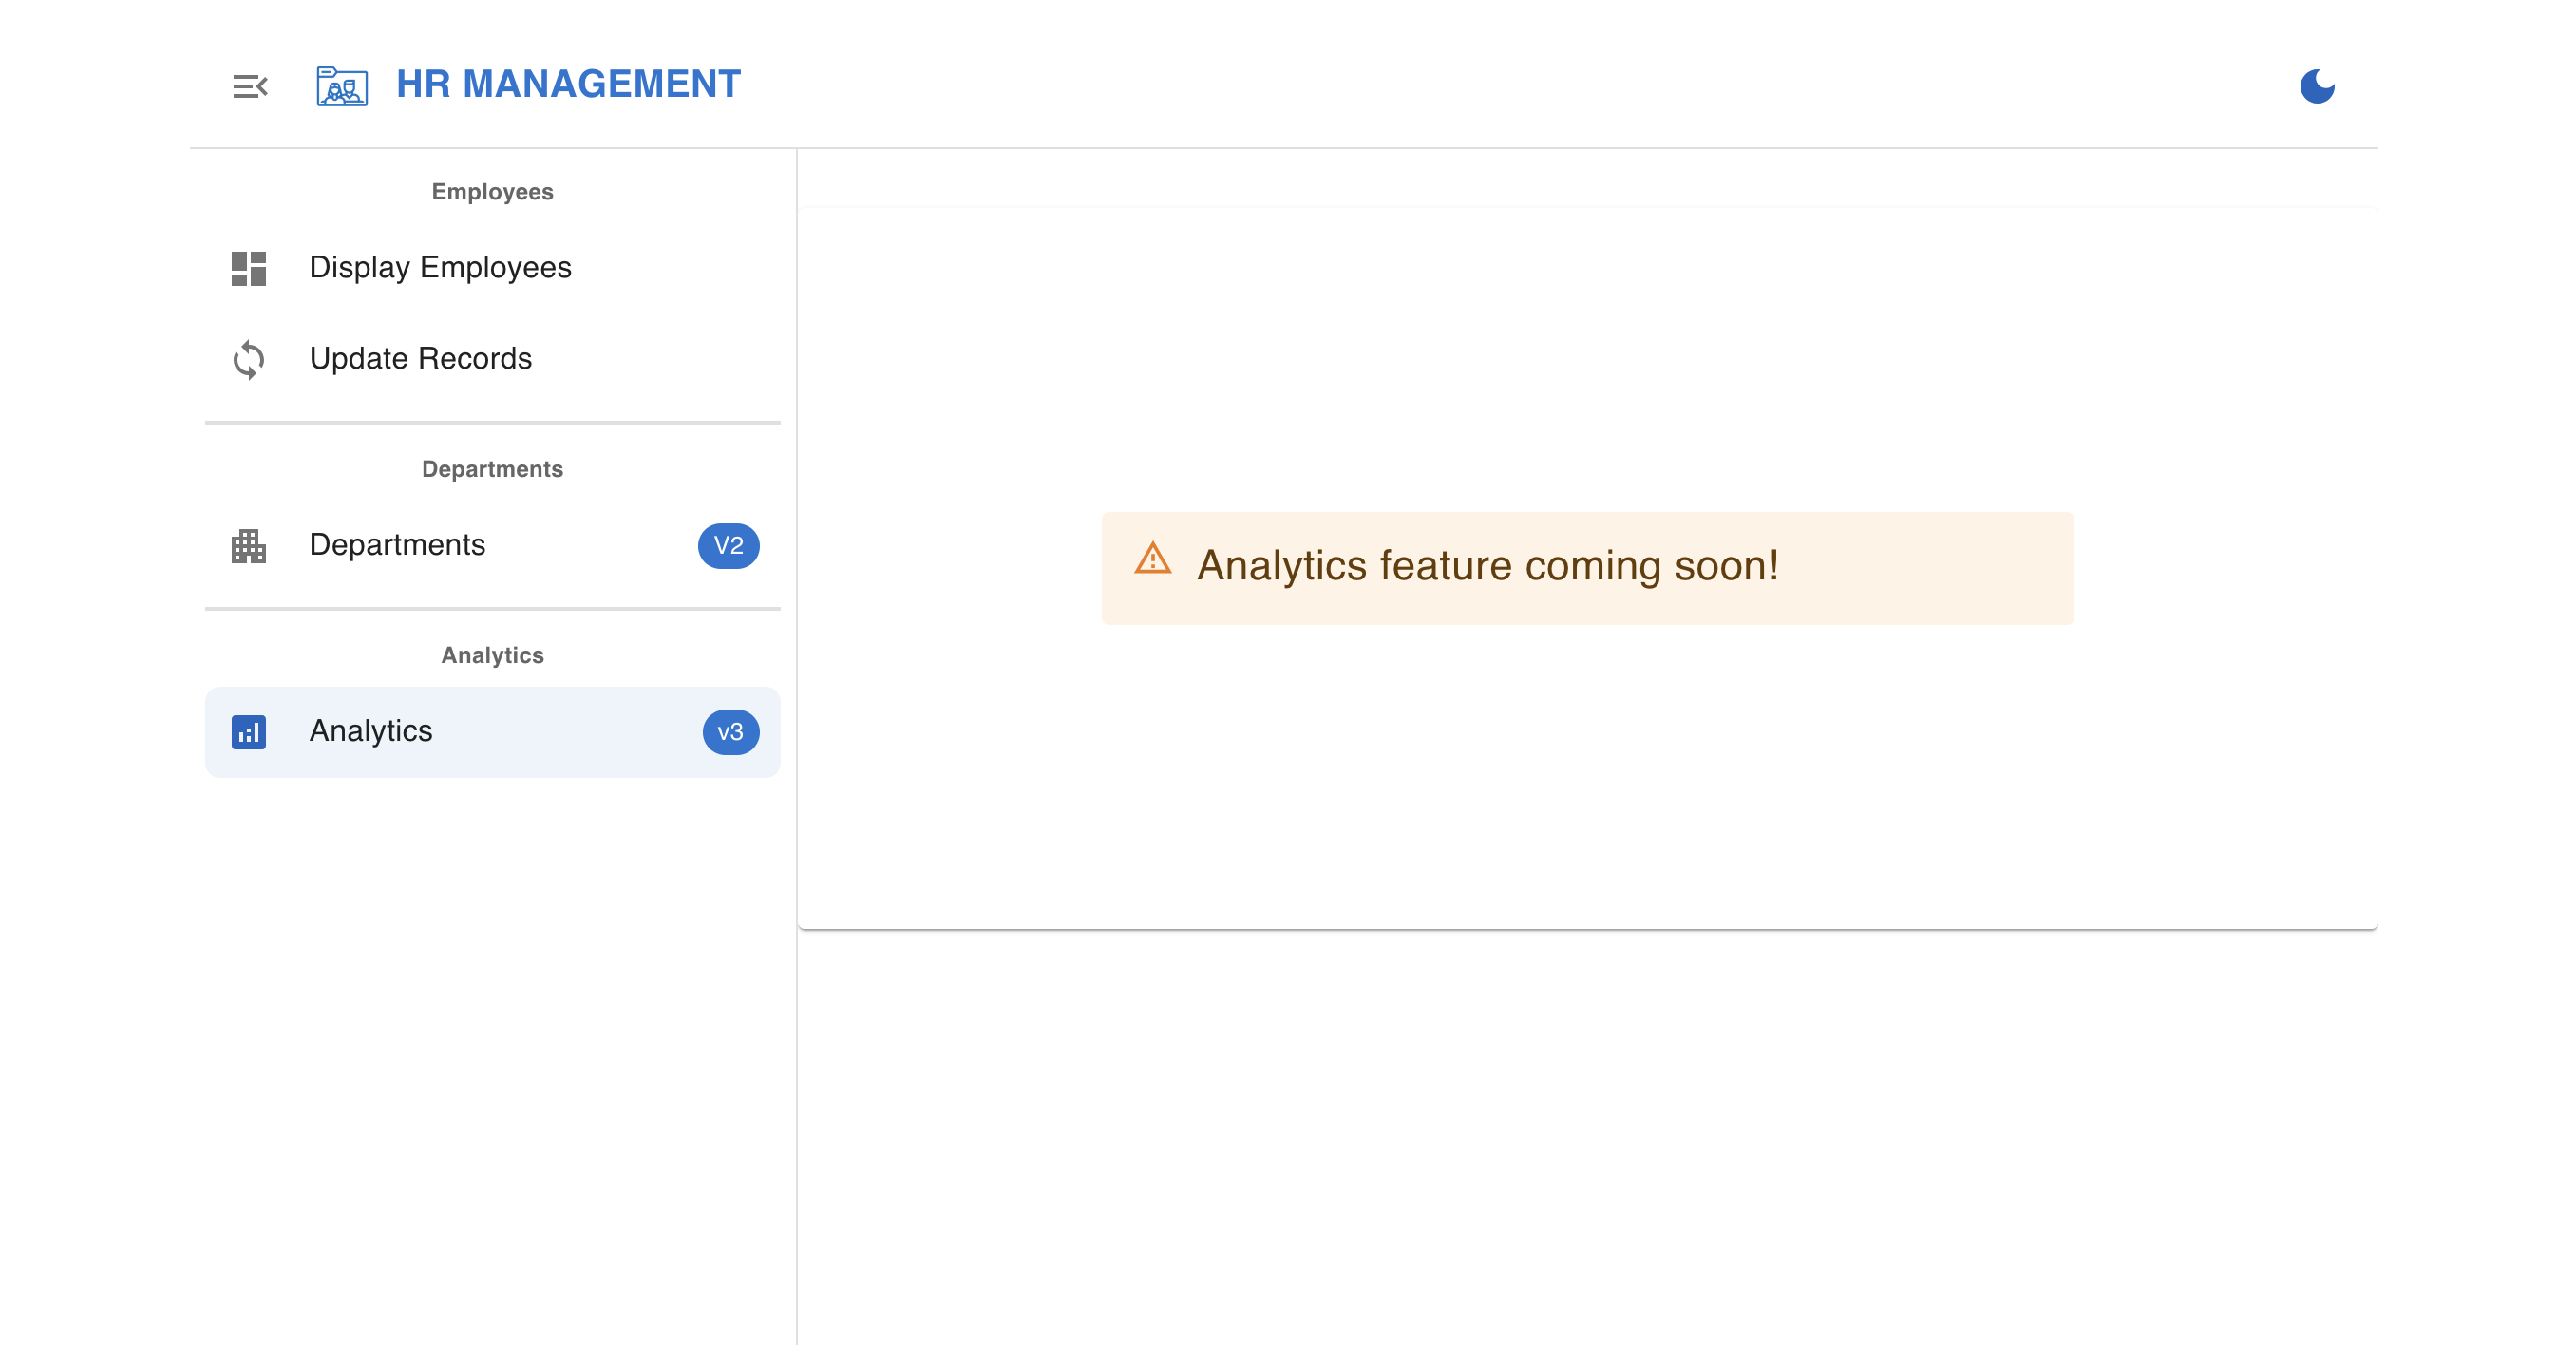 HR MANAGEMENT
Employees
Display Employees
Update Records
Departments
Departments V2
Analytics
Analytics v3
Analytics feature coming soon!